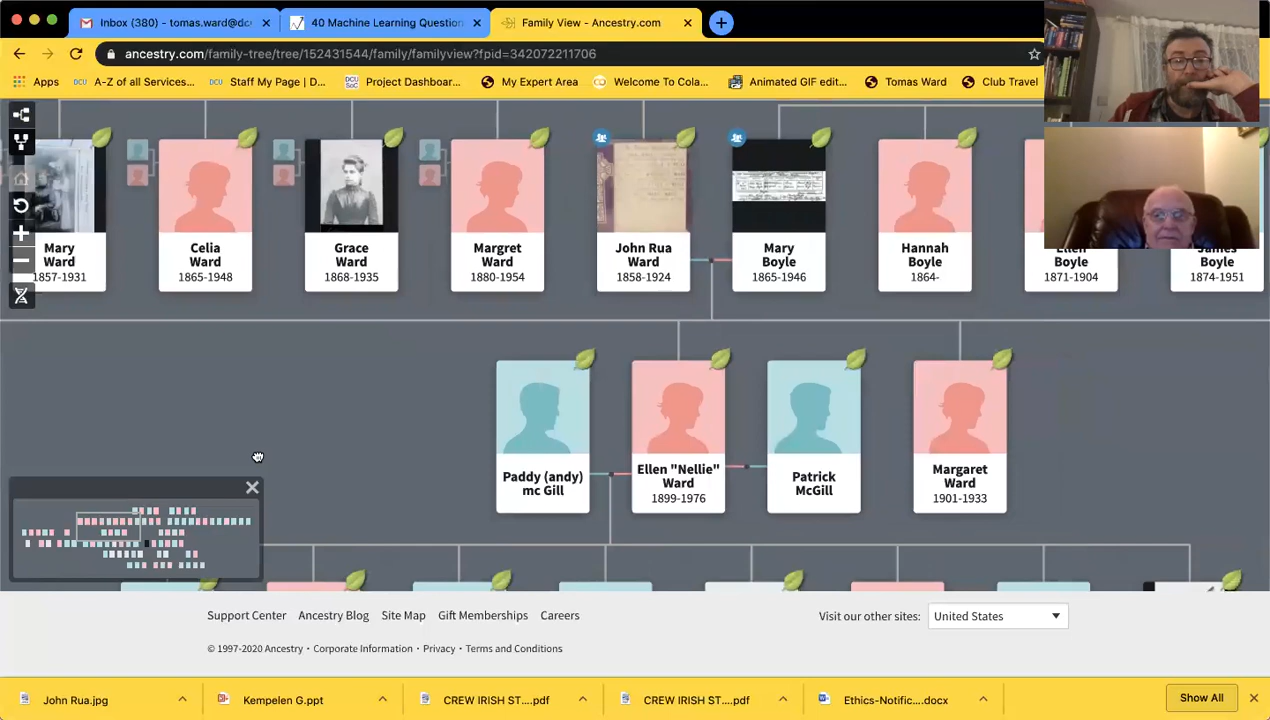 Inbox (380) - tomas.ward@dc
40 Machine Learning Question
Family View - Ancestry.com
ancestry.com/family-tree/tree/152431544/family/familyview?fpid=342072211706
Apps
DCU A-Z of all Services...
DCU Staff My Page | D...
DCU SoC Project Dashboar...
My Expert Area
Welcome To Cola...
Animated GIF edi...
Tomas Ward
Club Travel
Mary Ward
1857-1931
Celia Ward
1865-1948
Grace Ward
1868-1935
Margret Ward
1880-1954
John Rua Ward
1858-1924
Mary Boyle
1865-1946
Hannah Boyle
1864-
Ellen Boyle
1871-1904
James Boyle
1874-1951
Paddy (andy) mc Gill
Ellen "Nellie" Ward
1899-1976
Patrick McGill
Margaret Ward
1901-1933
Support Center
Ancestry Blog
Site Map
Gift Memberships
Careers
Visit our other sites:
United States
© 1997-2020 Ancestry · Corporate Information · Privacy · Terms and Conditions
John Rua.jpg
Kempelen G.ppt
CREW IRISH ST....pdf
CREW IRISH ST....pdf
Ethics-Notific....docx
Show All